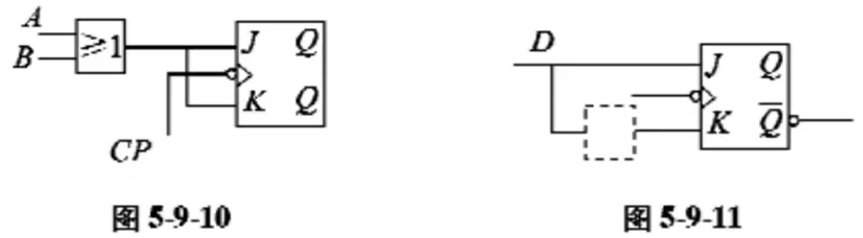 A
B
≥1
J Q
K Q
CP
图 5-9-10
D
J Q
K Q̅
图 5-9-11